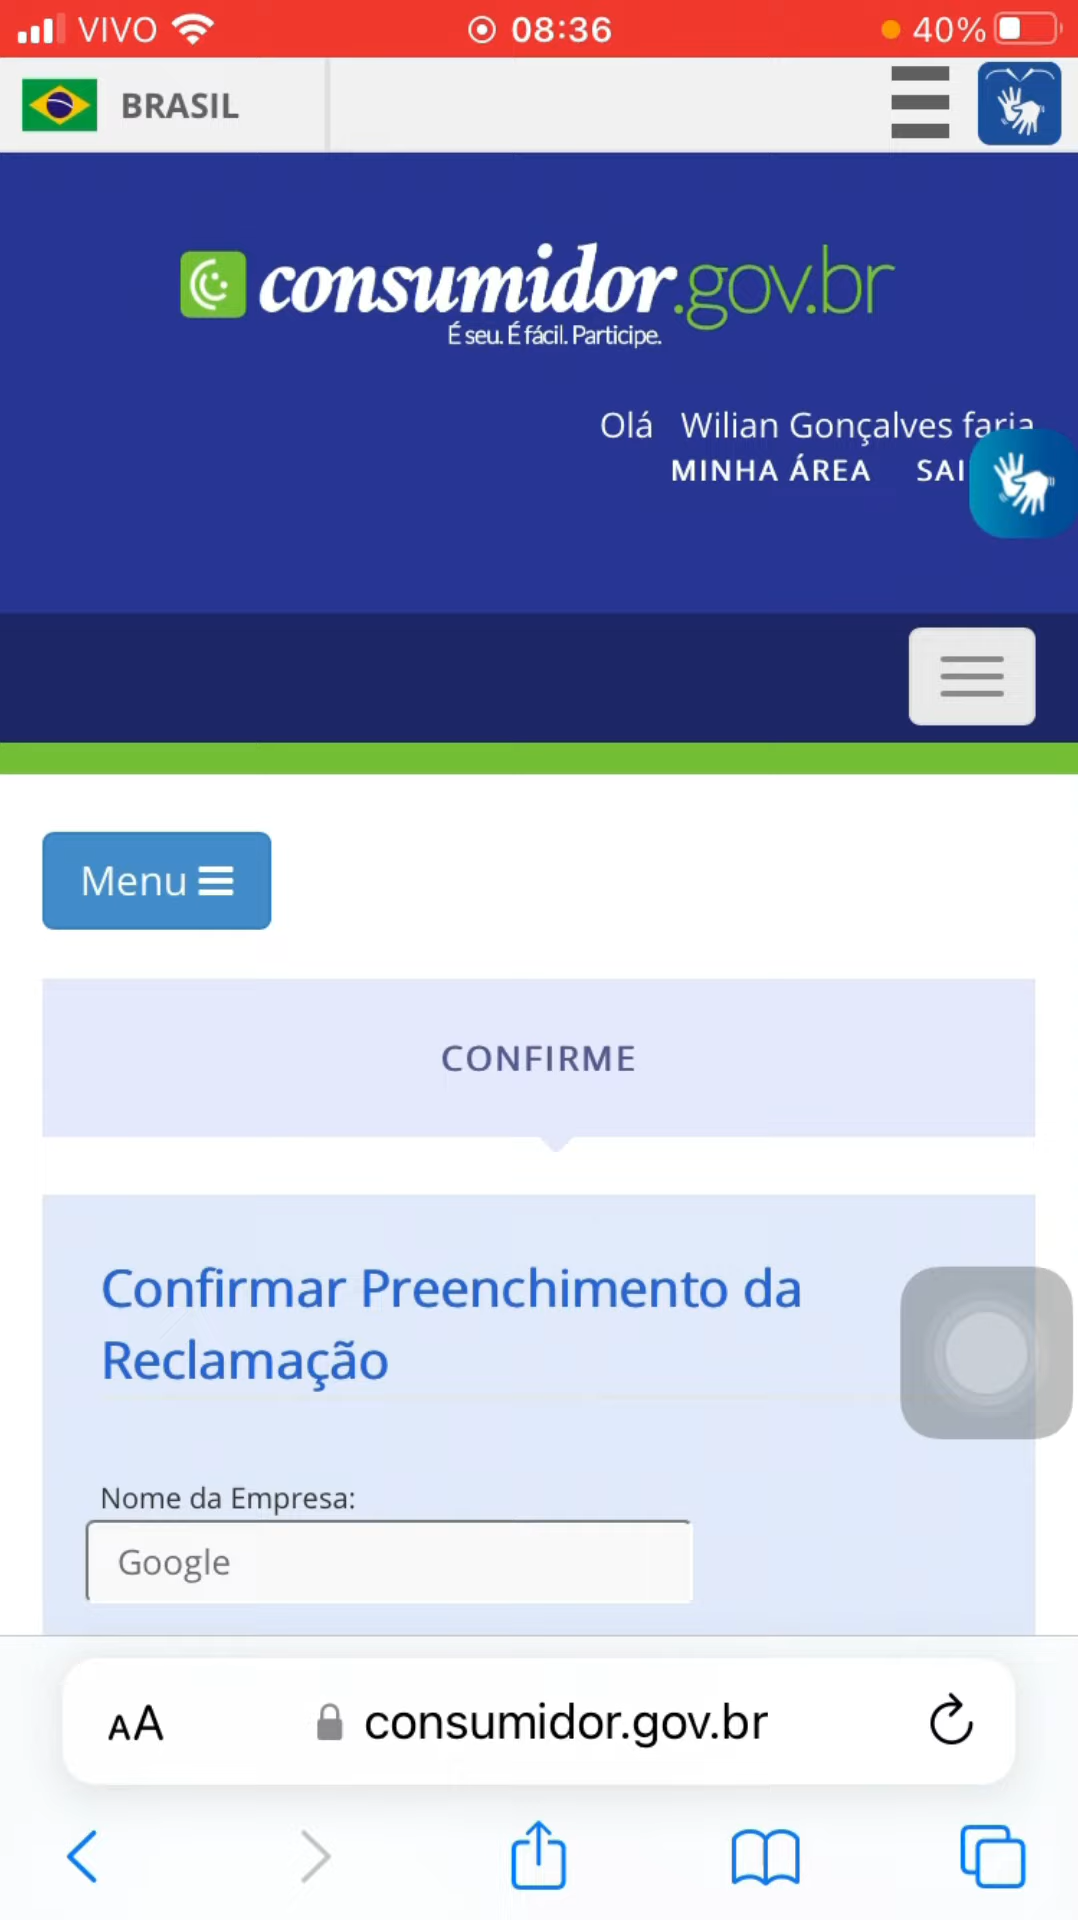 VIVO 08:36 40%
BRASIL
consumidor.gov.br
É seu. É fácil. Participe.
Olá Wilian Gonçalves faria
MINHA ÁREA
Menu
CONFIRME
Confirmar Preenchimento da
Reclamação
Nome da Empresa:
Google
AA consumidor.gov.br